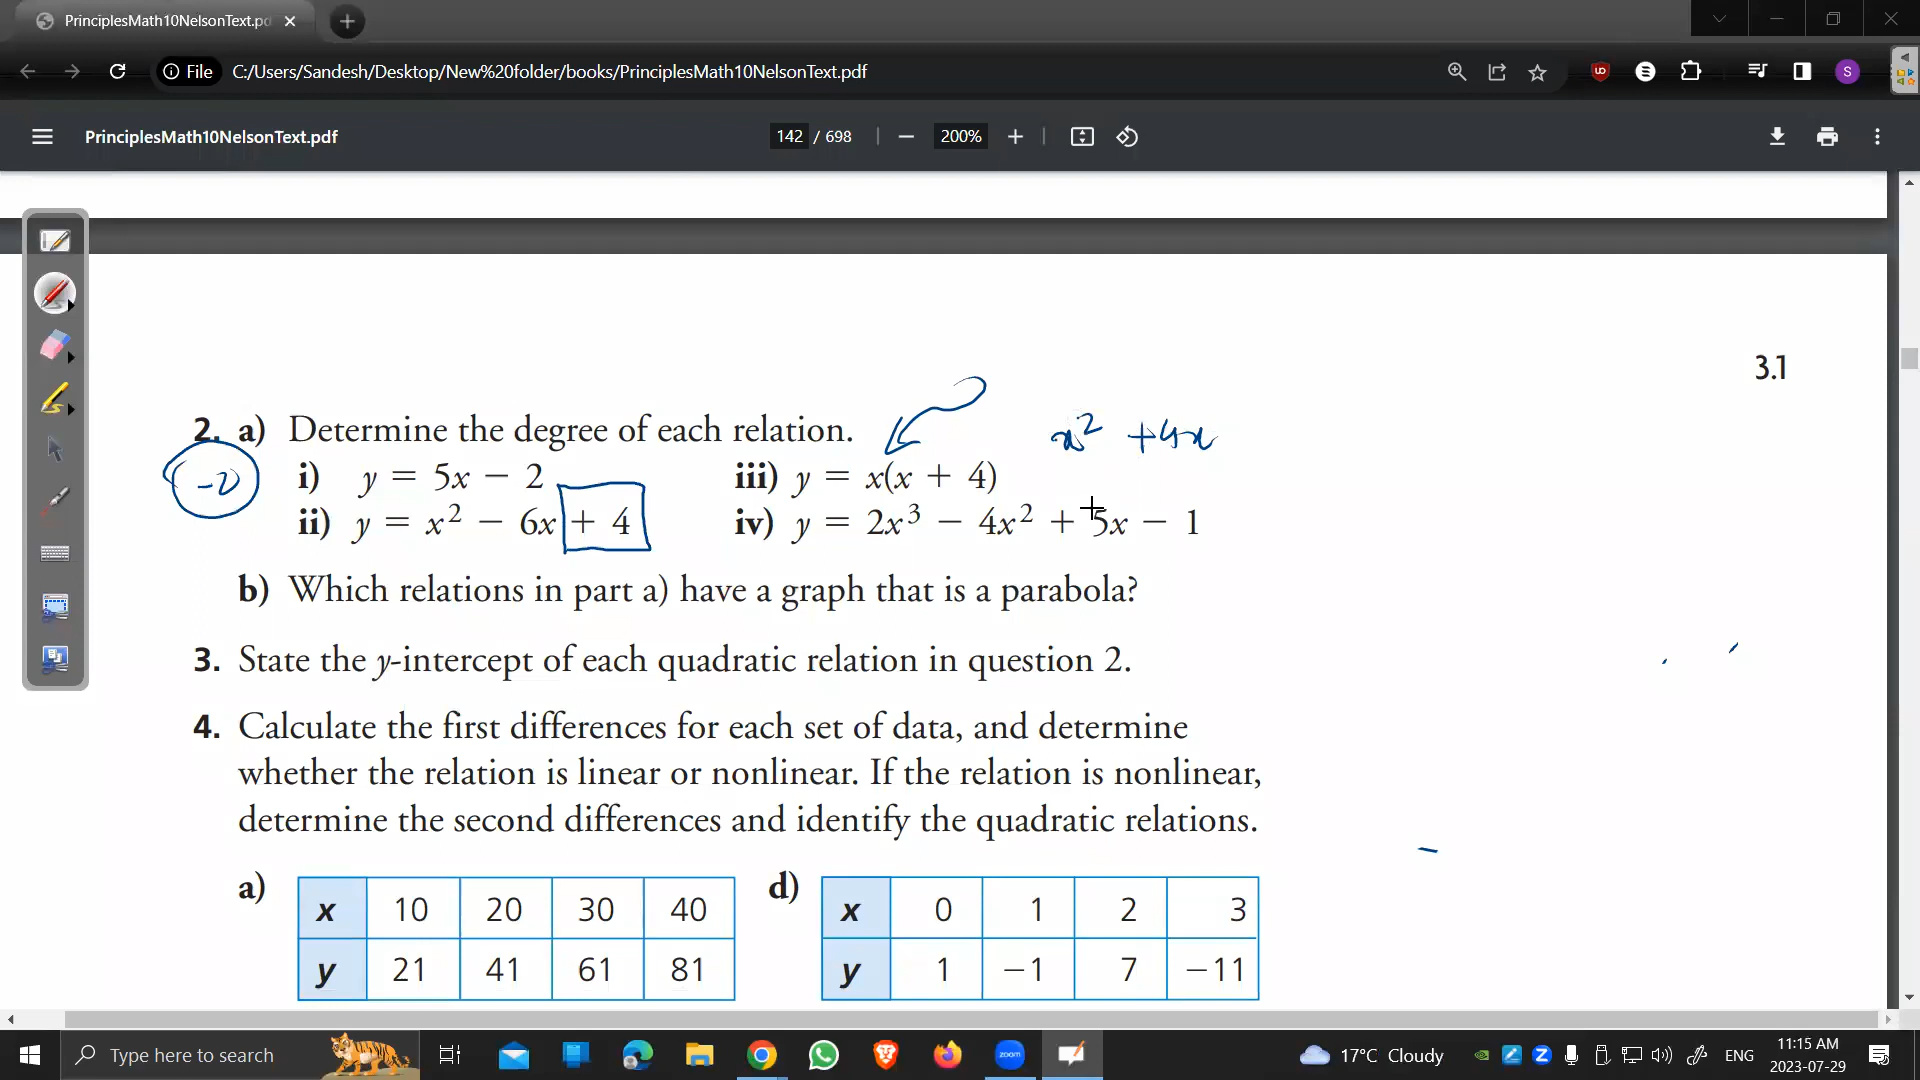 PrinciplesMath10NelsonText.pd
File
C:/Users/Sandesh/Desktop/New%20folder/books/PrinciplesMath10NelsonText.pdf
S
PrinciplesMath10NelsonText.pdf
142 / 698
200%
3.1
x² +4x
2. a) Determine the degree of each relation.
-2
i) y = 5x − 2
iii) y = x(x + 4)
ii) y = x² − 6x + 4
iv) y = 2x³ − 4x² + 5x − 1
b) Which relations in part a) have a graph that is a parabola?
3. State the y-intercept of each quadratic relation in question 2.
4. Calculate the first differences for each set of data, and determine
whether the relation is linear or nonlinear. If the relation is nonlinear,
determine the second differences and identify the quadratic relations.
a)
x 10 20 30 40
y 21 41 61 81
d)
x 0 1 2 3
y 1 −1 7 −11
Type here to search
zoom
17°C Cloudy
ENG
11:15 AM
2023-07-29